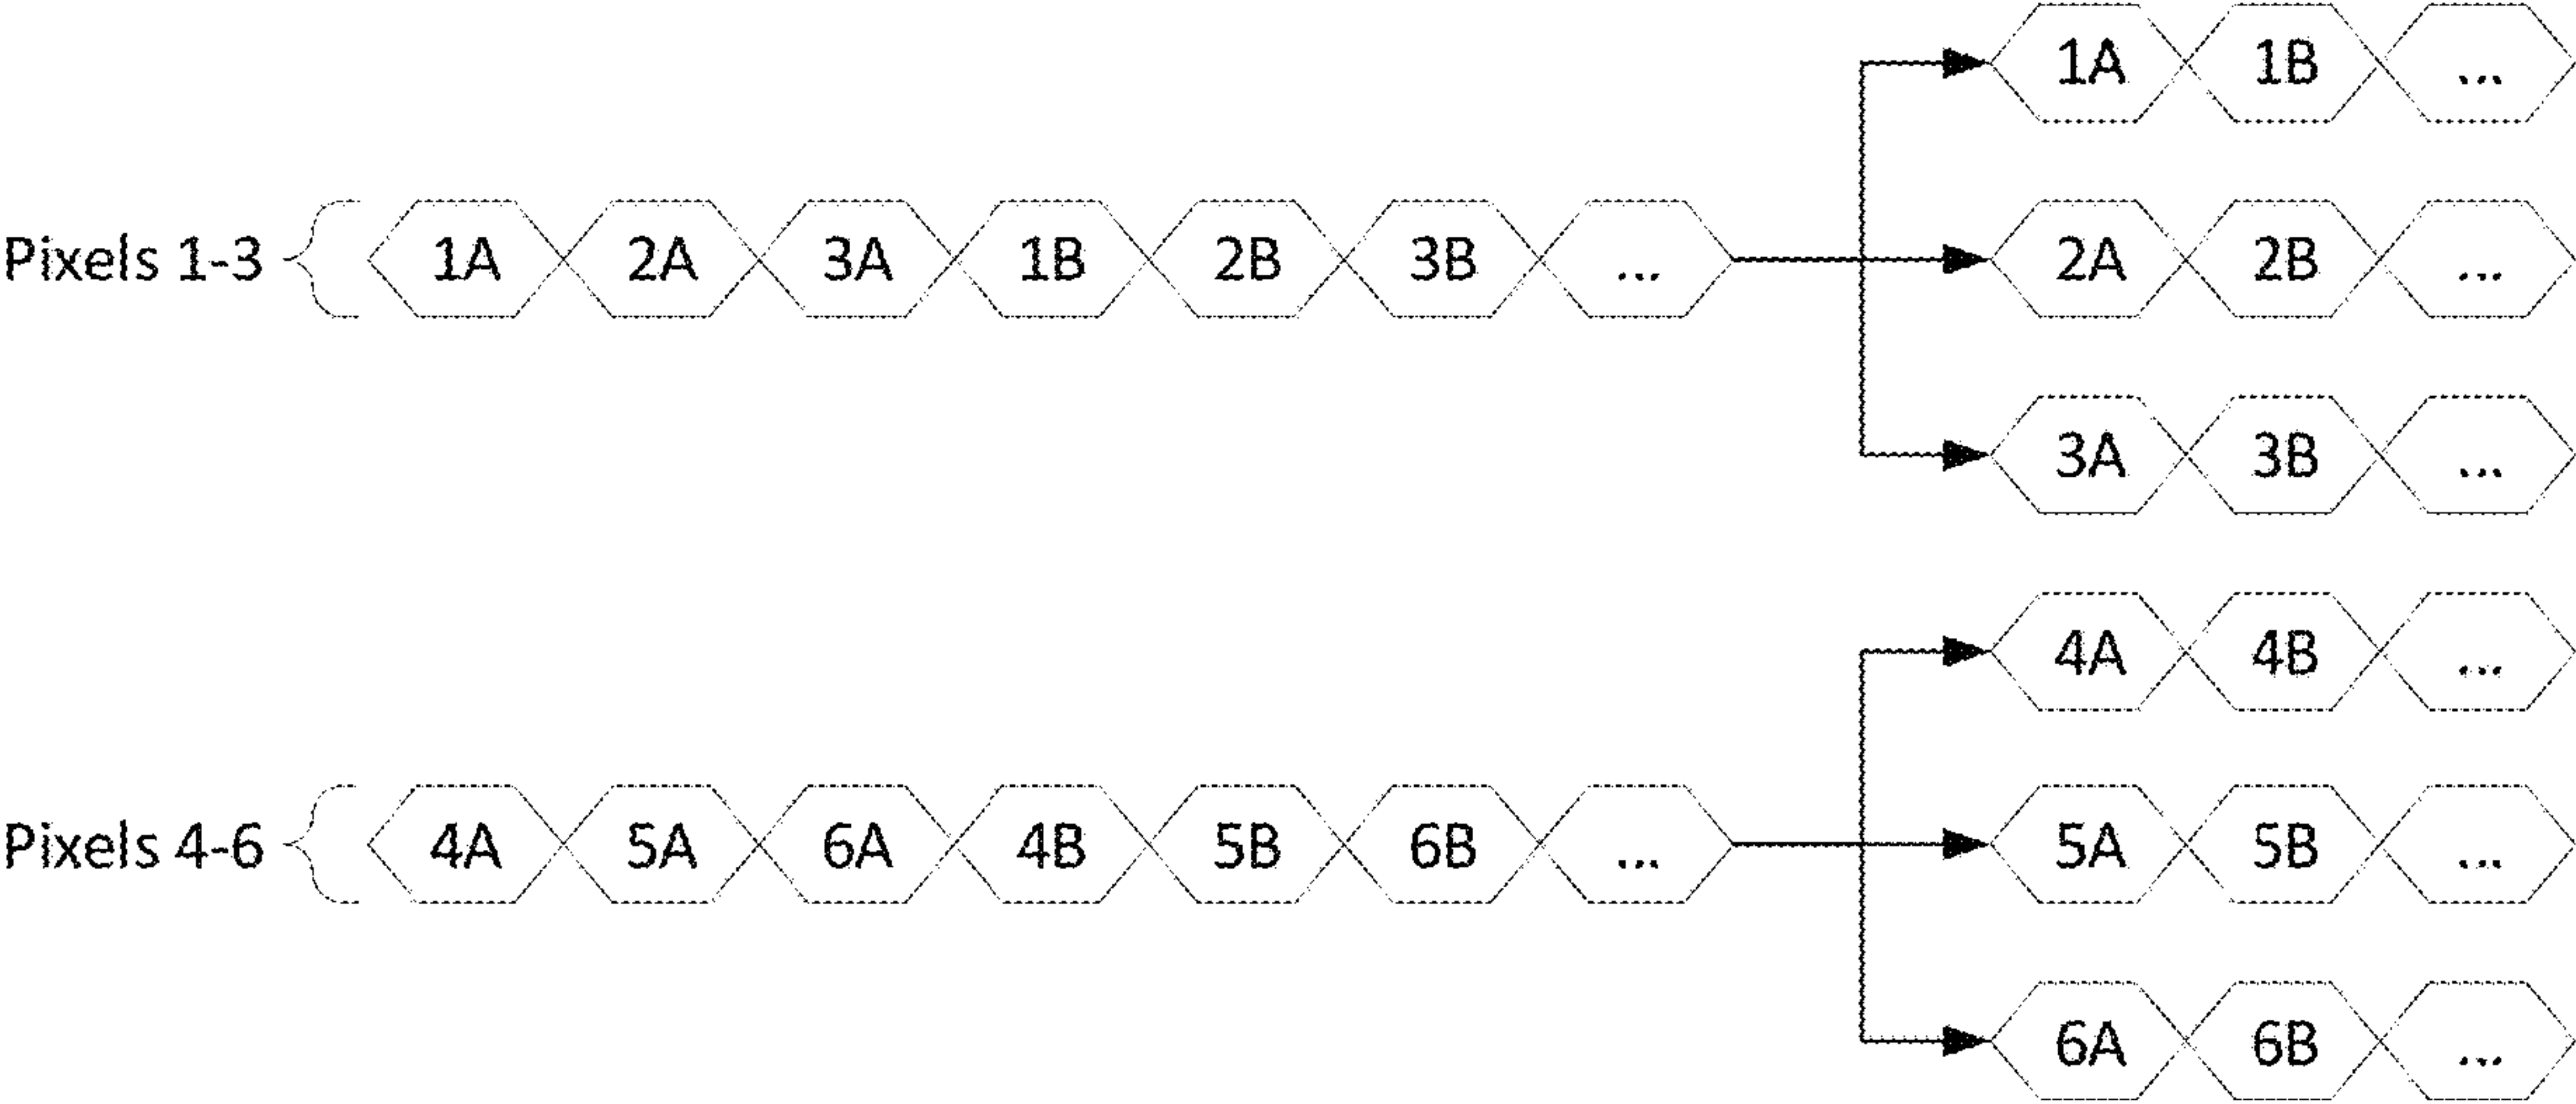 1A 1B ...
Pixels 1-3 1A 2A 3A 1B 2B 3B ... 2A 2B ...
3A 3B ...
4A 4B ...
Pixels 4-6 4A 5A 6A 4B 5B 6B ... 5A 5B ...
6A 6B ...